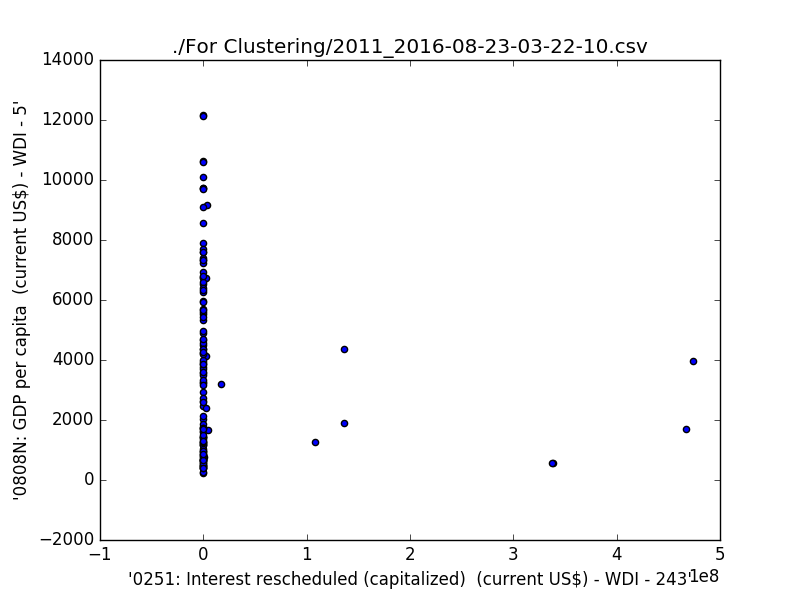 ./For Clustering/2011_2016-08-23-03-22-10.csv
14000
12000
10000
8000
6000
4000
2000
0
−2000
'0808N: GDP per capita  (current US$) - WDI - 5'
−1 0 1 2 3 4 5
1e8
'0251: Interest rescheduled (capitalized)  (current US$) - WDI - 243'